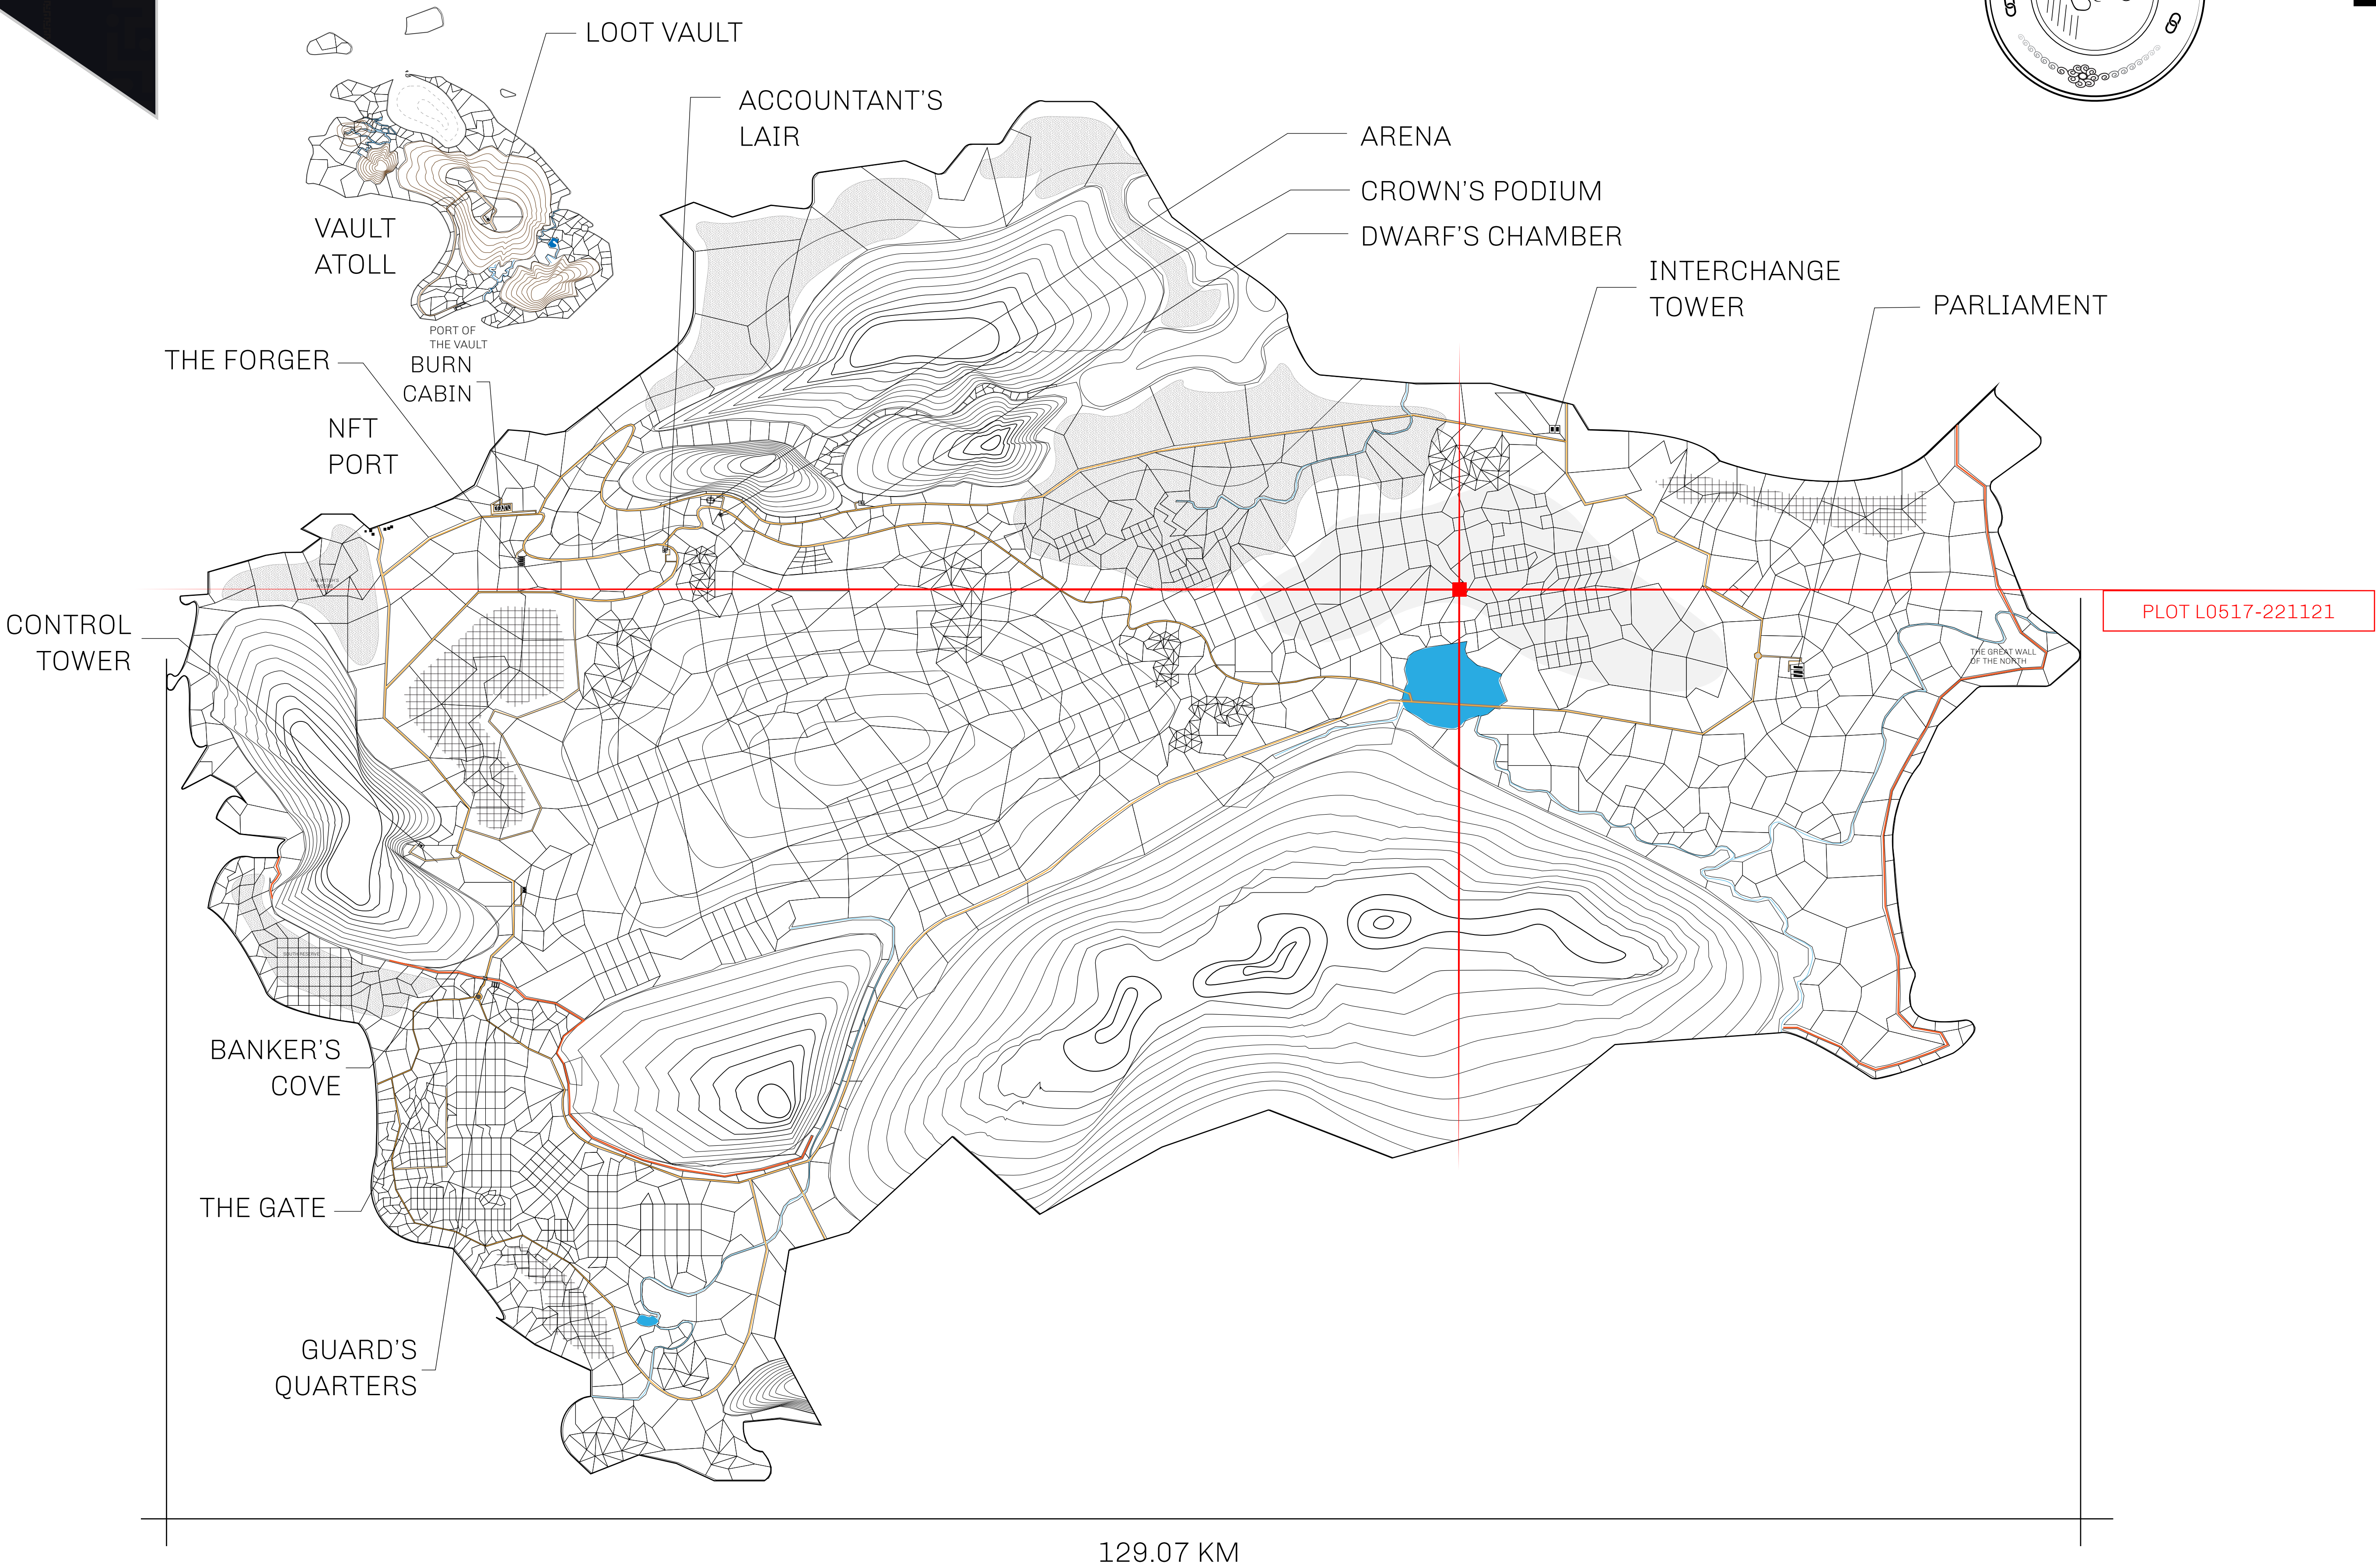 LOOT VAULT
ACCOUNTANT'S
LAIR
ARENA
CROWN'S PODIUM
DWARF'S CHAMBER
VAULT
ATOLL
INTERCHANGE
TOWER
PARLIAMENT
PORT OF
THE VAULT
THE FORGER
BURN
CABIN
NFT
PORT
CONTROL
TOWER
PLOT L0517-221121
THE GREAT WALL
OF THE NORTH
SOUTH RESERVE
BANKER'S
COVE
THE GATE
GUARD'S
QUARTERS
129.07 KM